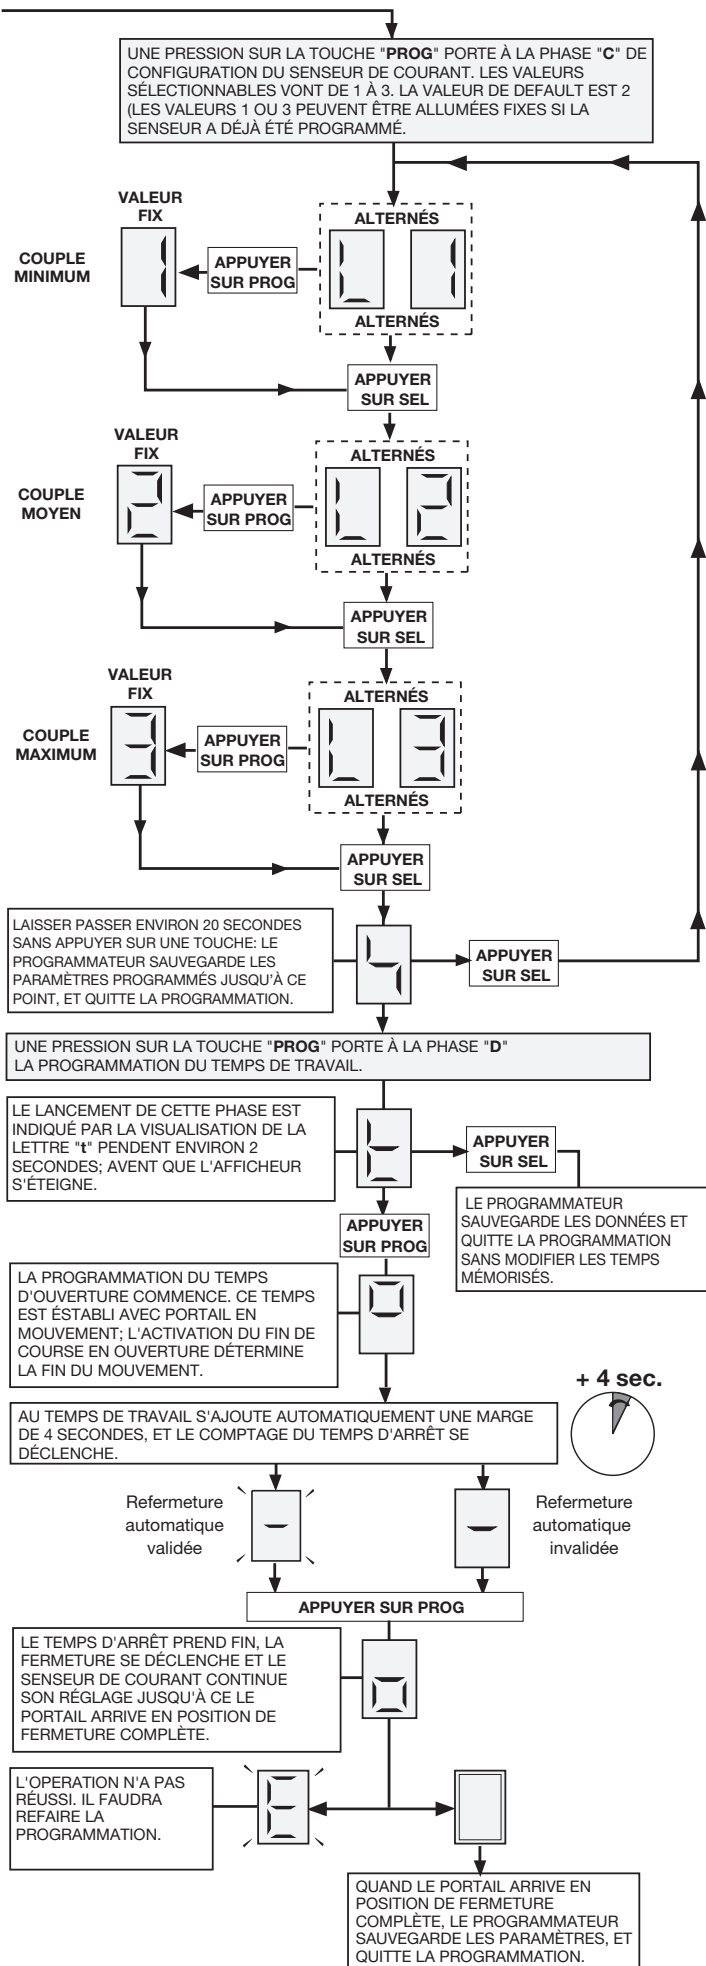 UNE PRESSION SUR LA TOUCHE "PROG" PORTE À LA PHASE "C" DE
CONFIGURATION DU SENSEUR DE COURANT. LES VALEURS
SÉLECTIONNABLES VONT DE 1 À 3. LA VALEUR DE DEFAULT EST 2
(LES VALEURS 1 OU 3 PEUVENT ÊTRE ALLUMÉES FIXES SI LA
SENSEUR A DÉJÀ ÉTÉ PROGRAMMÉ.
VALEUR
FIX
ALTERNÉS
COUPLE
MINIMUM
1
APPUYER
SUR PROG
L 1
ALTERNÉS
APPUYER
SUR SEL
VALEUR
FIX
ALTERNÉS
COUPLE
MOYEN
2
APPUYER
SUR PROG
L 2
ALTERNÉS
APPUYER
SUR SEL
VALEUR
FIX
ALTERNÉS
COUPLE
MAXIMUM
3
APPUYER
SUR PROG
L 3
ALTERNÉS
APPUYER
SUR SEL
LAISSER PASSER ENVIRON 20 SECONDES
SANS APPUYER SUR UNE TOUCHE: LE
PROGRAMMATEUR SAUVEGARDE LES
PARAMÈTRES PROGRAMMÉS JUSQU'À CE
POINT, ET QUITTE LA PROGRAMMATION.
APPUYER
SUR SEL
UNE PRESSION SUR LA TOUCHE "PROG" PORTE À LA PHASE "D"
LA PROGRAMMATION DU TEMPS DE TRAVAIL.
LE LANCEMENT DE CETTE PHASE EST
INDIQUÉ PAR LA VISUALISATION DE LA
LETTRE "t" PENDENT ENVIRON 2
SECONDES; AVENT QUE L'AFFICHEUR
S'ÉTEIGNE.
t
APPUYER
SUR SEL
LE PROGRAMMATEUR
SAUVEGARDE LES DONNÉES ET
QUITTE LA PROGRAMMATION
SANS MODIFIER LES TEMPS
MÉMORISÉS.
APPUYER
SUR PROG
LA PROGRAMMATION DU TEMPS
D'OUVERTURE COMMENCE. CE TEMPS
EST ÉSTABLI AVEC PORTAIL EN
MOUVEMENT; L'ACTIVATION DU FIN DE
COURSE EN OUVERTURE DÉTERMINE
LA FIN DU MOUVEMENT.
o
+ 4 sec.
AU TEMPS DE TRAVAIL S'AJOUTE AUTOMATIQUEMENT UNE MARGE
DE 4 SECONDES, ET LE COMPTAGE DU TEMPS D'ARRÊT SE
DÉCLENCHE.
Refermeture
automatique
validée
-
-
Refermeture
automatique
invalidée
APPUYER SUR PROG
LE TEMPS D'ARRÊT PREND FIN, LA
FERMETURE SE DÉCLENCHE ET LE
SENSEUR DE COURANT CONTINUE
SON RÉGLAGE JUSQU'À CE LE
PORTAIL ARRIVE EN POSITION DE
FERMETURE COMPLÈTE.
o
L'OPERATION N'A PAS
RÉUSSI. IL FAUDRA
REFAIRE LA
PROGRAMMATION.
E
QUAND LE PORTAIL ARRIVE EN
POSITION DE FERMETURE
COMPLÈTE, LE PROGRAMMATEUR
SAUVEGARDE LES PARAMÈTRES, ET
QUITTE LA PROGRAMMATION.